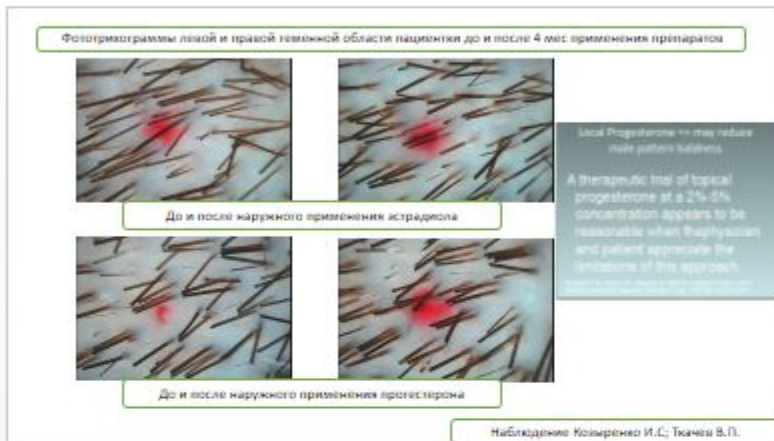 Фототрихограммы левой и правой теменной области пациентки до и после 4 мес применения препаратов
Local Progesterone => may reduce
male pattern baldness
A therapeutic trial of topical
progesterone at a 2%-5%
concentration appears to be
reasonable when thephysician
and patient appreciate the
limitations of this approach
До и после наружного применения эстрадиола
До и после наружного применения прогестерона
Наблюдение Козыренко И.С; Ткачев В.П.